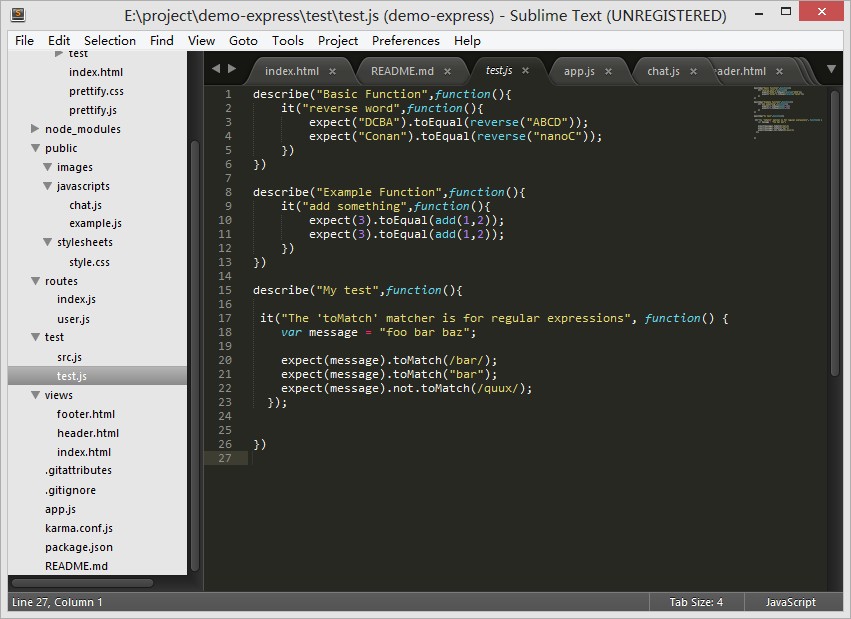 E:\project\demo-express\test\test.js (demo-express) - Sublime Text (UNREGISTERED)
File Edit Selection Find View Goto Tools Project Preferences Help
test
index.html
prettify.css
prettify.js
node_modules
public
images
javascripts
chat.js
example.js
stylesheets
style.css
routes
index.js
user.js
test
src.js
test.js
views
footer.html
header.html
index.html
.gitattributes
.gitignore
app.js
karma.conf.js
package.json
README.md
index.html × README.md × test.js × app.js × chat.js × ader.html ×
1 describe("Basic Function",function(){
2     it("reverse word",function(){
3         expect("DCBA").toEqual(reverse("ABCD"));
4         expect("Conan").toEqual(reverse("nanoC"));
5     })
6 })
7
8 describe("Example Function",function(){
9     it("add something",function(){
10         expect(3).toEqual(add(1,2));
11         expect(3).toEqual(add(1,2));
12     })
13 })
14
15 describe("My test",function(){
16
17  it("The 'toMatch' matcher is for regular expressions", function() {
18     var message = "foo bar baz";
19
20     expect(message).toMatch(/bar/);
21     expect(message).toMatch("bar");
22     expect(message).not.toMatch(/quux/);
23   });
24
25
26 })
27
Line 27, Column 1 Tab Size: 4 JavaScript